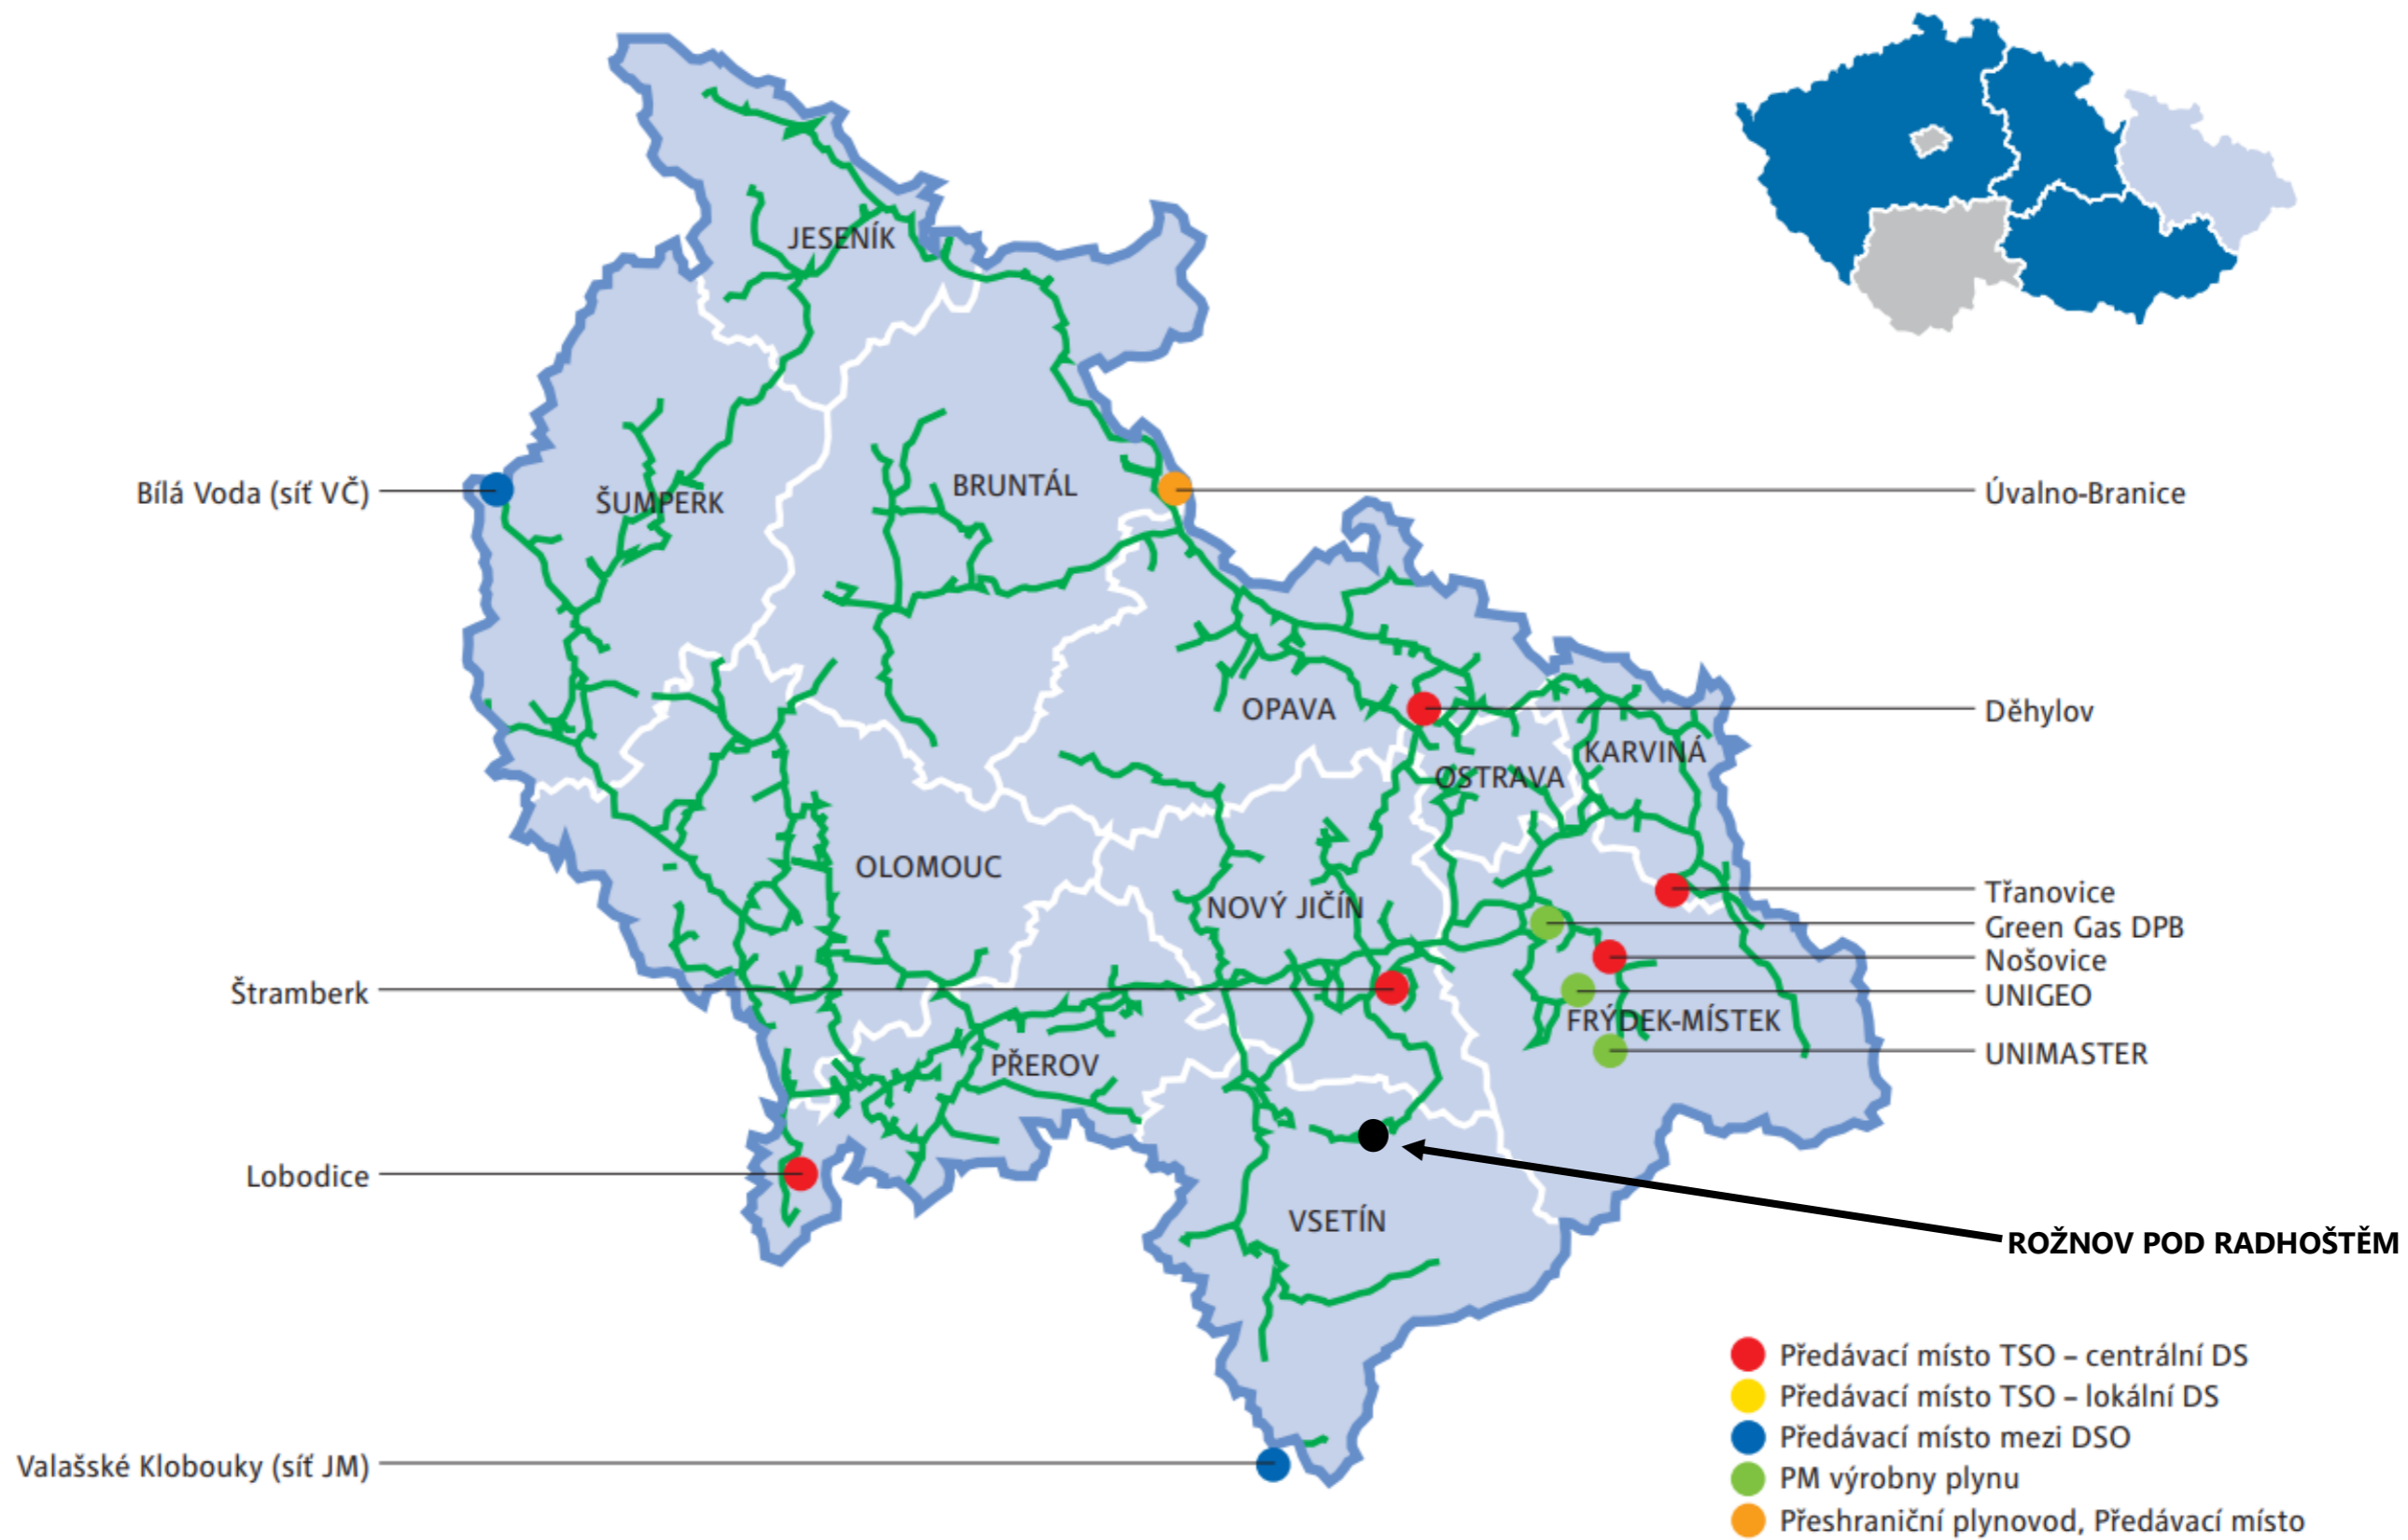 JESENÍK
Bílá Voda (síť VČ)
ŠUMPERK
BRUNTÁL
Úvalno-Branice
OPAVA
Děhylov
KARVINÁ
OSTRAVA
OLOMOUC
Třanovice
NOVÝ JIČÍN
Green Gas DPB
Nošovice
Štramberk
UNIGEO
FRÝDEK-MÍSTEK
PŘEROV
UNIMASTER
Lobodice
VSETÍN
ROŽNOV POD RADHOŠTĚM
Předávací místo TSO – centrální DS
Předávací místo TSO – lokální DS
Předávací místo mezi DSO
Valašské Klobouky (síť JM)
PM výrobny plynu
Přeshraniční plynovod, Předávací místo